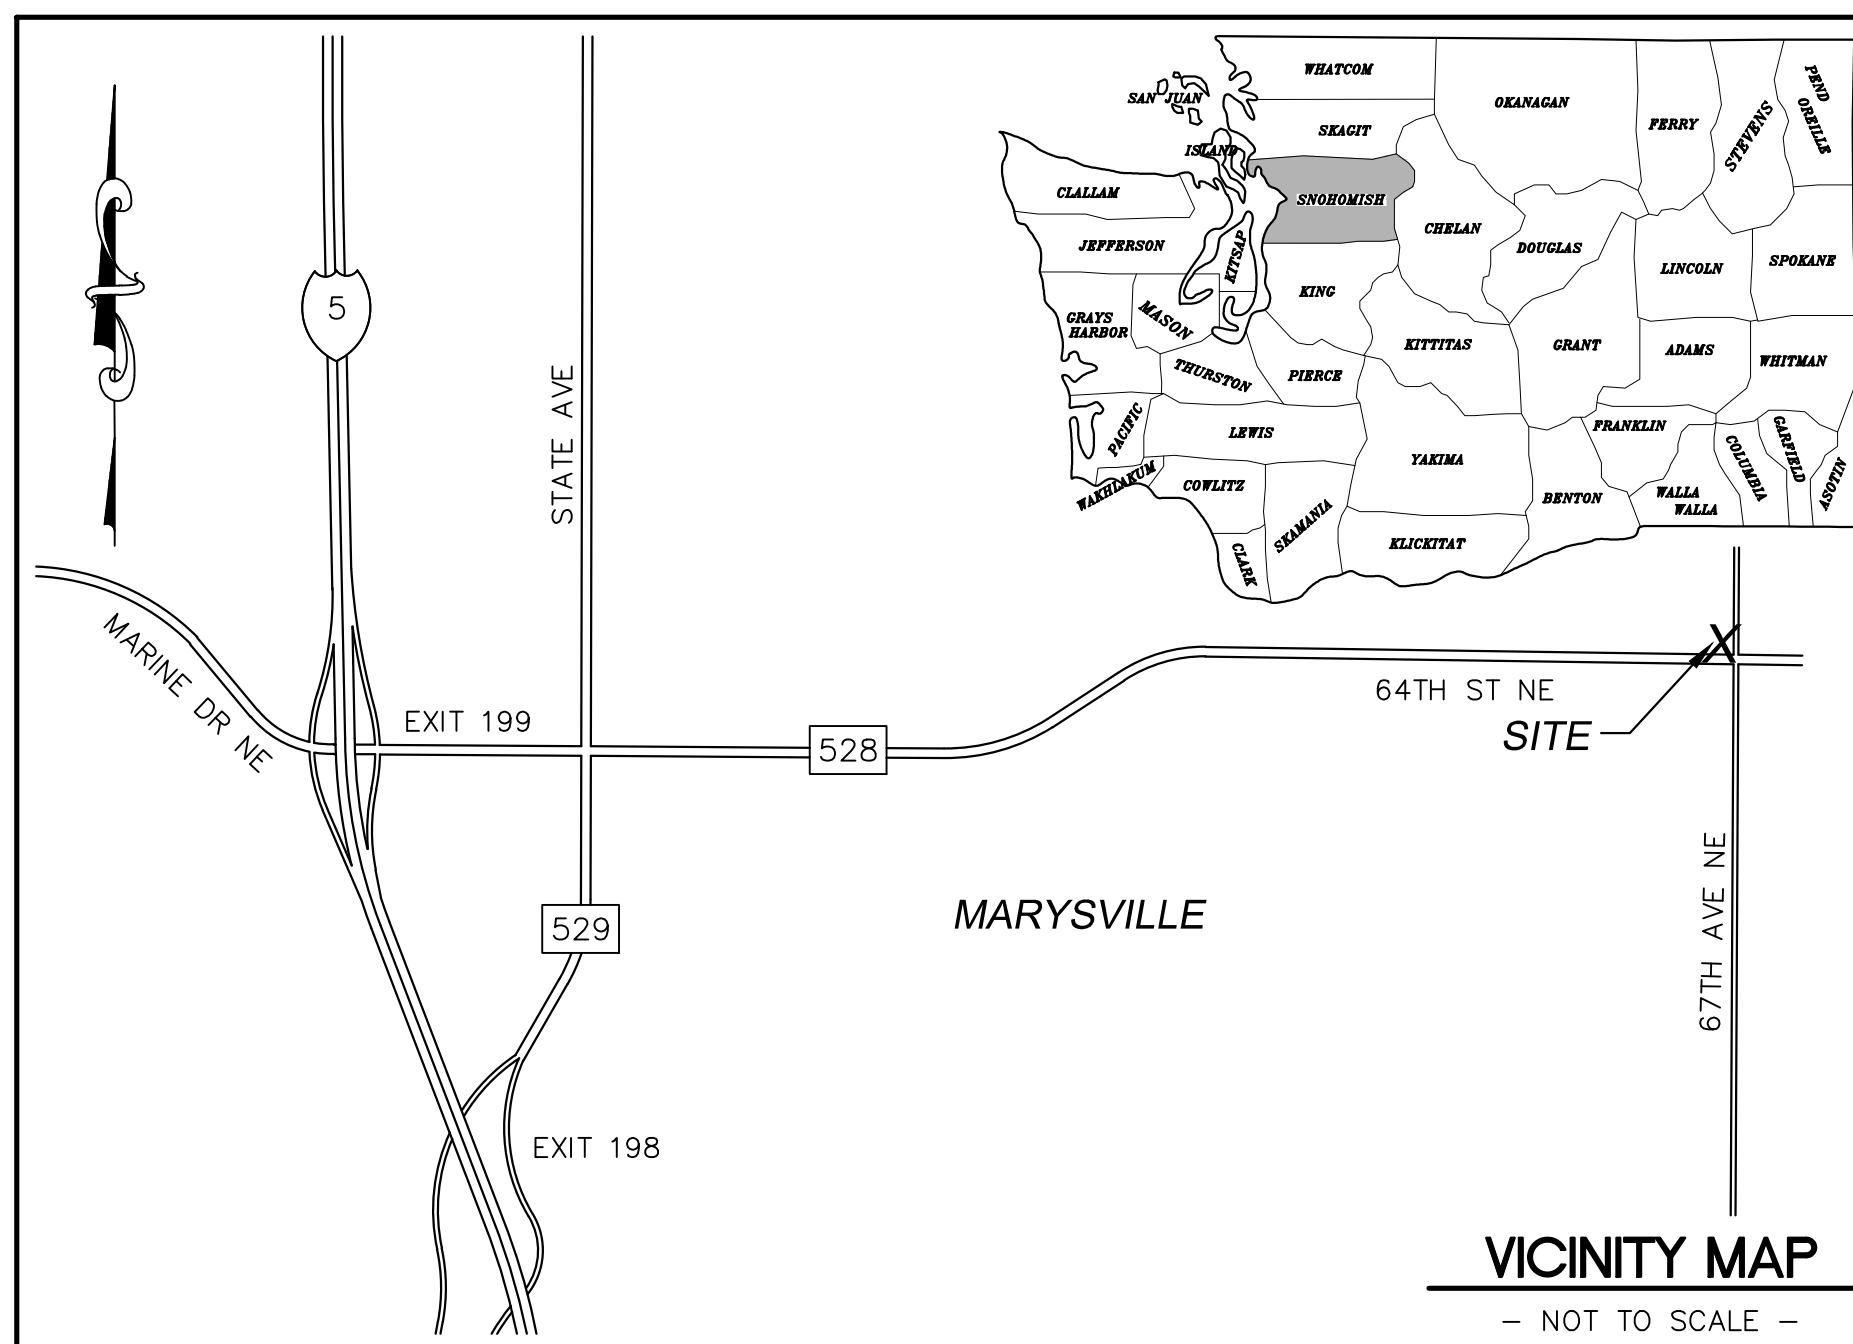 WHATCOM
SAN JUAN
OKANAGAN
PEND
OREILLE
SKAGIT
FERRY
STEVENS
ISLAND
CLALLAM
SNOHOMISH
CHELAN
JEFFERSON
KITSAP
DOUGLAS
LINCOLN
SPOKANE
KING
GRAYS
HARBOR
MASON
KITTITAS
GRANT
ADAMS
WHITMAN
THURSTON
PIERCE
PACIFIC
LEWIS
YAKIMA
FRANKLIN
COLUMBIA
GARFIELD
ASOTIN
WAHKIAKUM
COWLITZ
SKAMANIA
BENTON
WALLA
WALLA
CLARK
KLICKITAT
5
STATE AVE
MARINE DR NE
EXIT 199
528
64TH ST NE
X
SITE
67TH AVE NE
MARYSVILLE
529
EXIT 198
VICINITY MAP
- NOT TO SCALE -